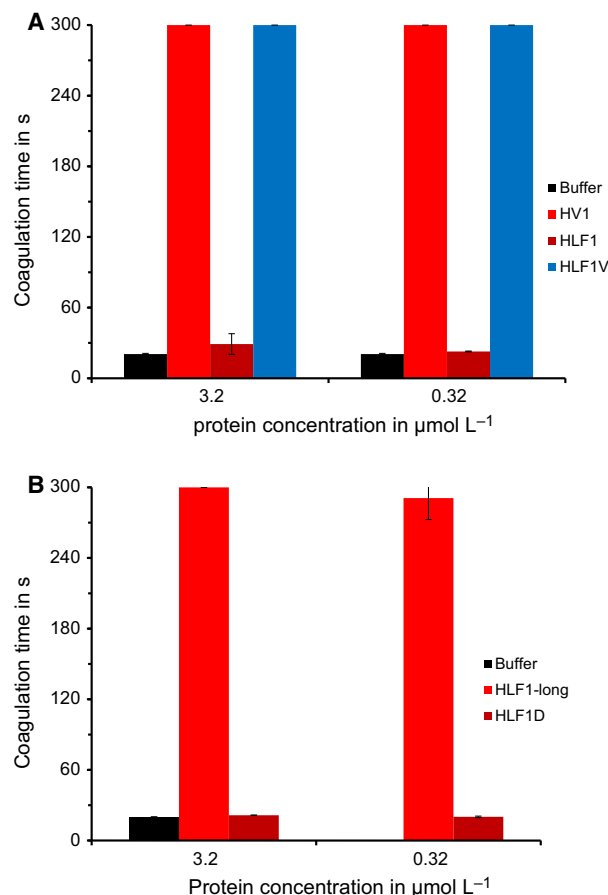 A
300
240
180
120
60
0
Coagulation time in s
Buffer
HV1
HLF1
HLF1V
3.2 0.32
protein concentration in µmol L⁻¹
B
300
240
180
120
60
0
Coagulation time in s
Buffer
HLF1-long
HLF1D
3.2 0.32
Protein concentration in µmol L⁻¹